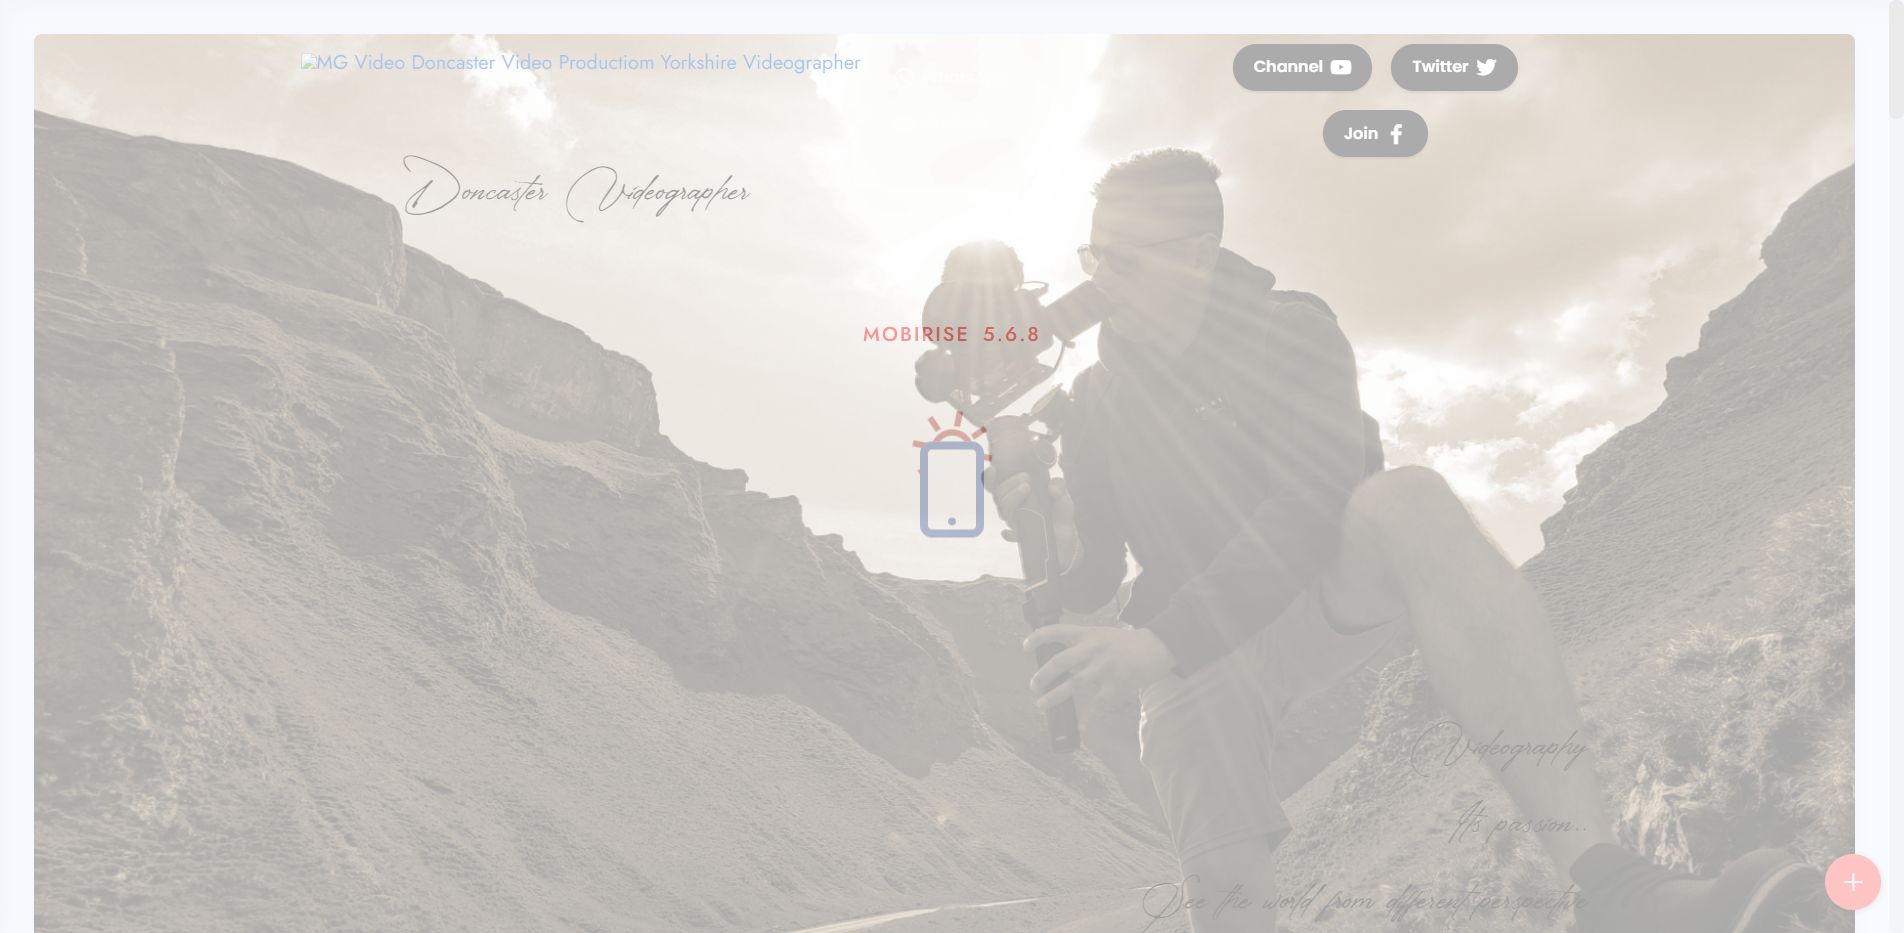 MG Video Doncaster Video Productiom Yorkshire Videographer
Channel
Twitter
Join
Doncaster Videographer
MOBIRISE 5.6.8
Videography
Its passion..
See the world from different perspective